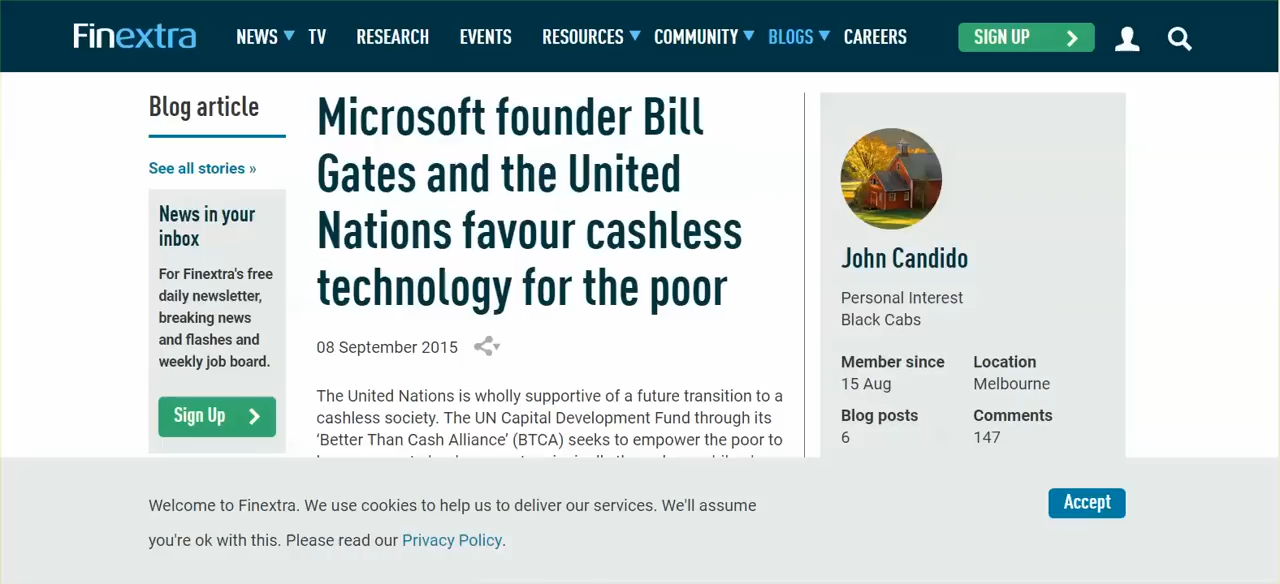 Finextra
NEWS TV RESEARCH EVENTS RESOURCES COMMUNITY BLOGS CAREERS SIGN UP
Blog article
See all stories »
News in your
inbox
For Finextra's free
daily newsletter,
breaking news
and flashes and
weekly job board.
Sign Up
Microsoft founder Bill
Gates and the United
Nations favour cashless
technology for the poor
08 September 2015
The United Nations is wholly supportive of a future transition to a
cashless society. The UN Capital Development Fund through its
‘Better Than Cash Alliance’ (BTCA) seeks to empower the poor to
John Candido
Personal Interest
Black Cabs
Member since Location
15 Aug Melbourne
Blog posts Comments
6 147
Welcome to Finextra. We use cookies to help us to deliver our services. We'll assume
you're ok with this. Please read our Privacy Policy.
Accept